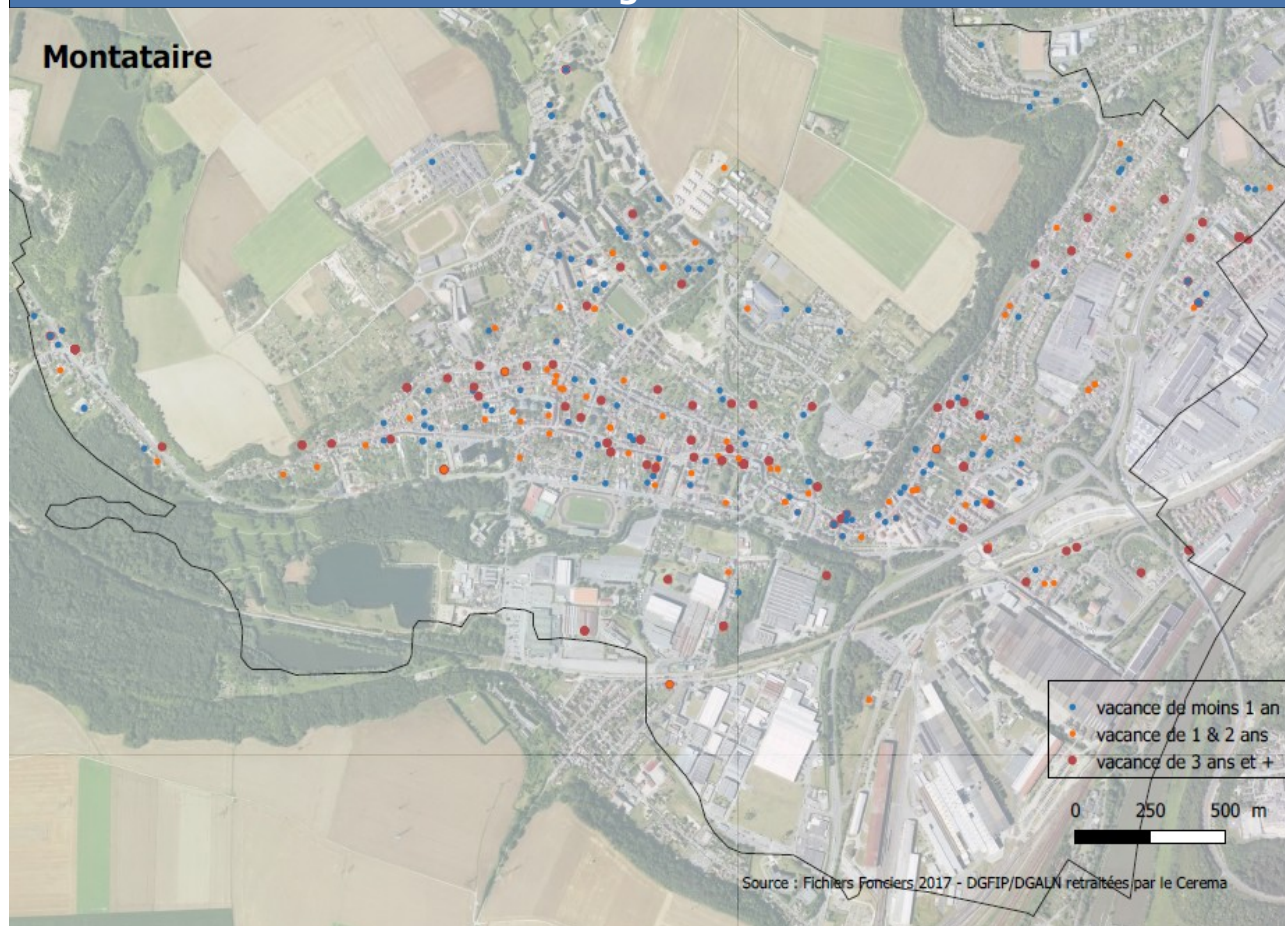 Montataire
vacance de moins 1 an
vacance de 1 & 2 ans
vacance de 3 ans et +
0 250 500 m
Source : Fichiers Fonciers 2017 - DGFIP/DGALN retraitées par le Cerema